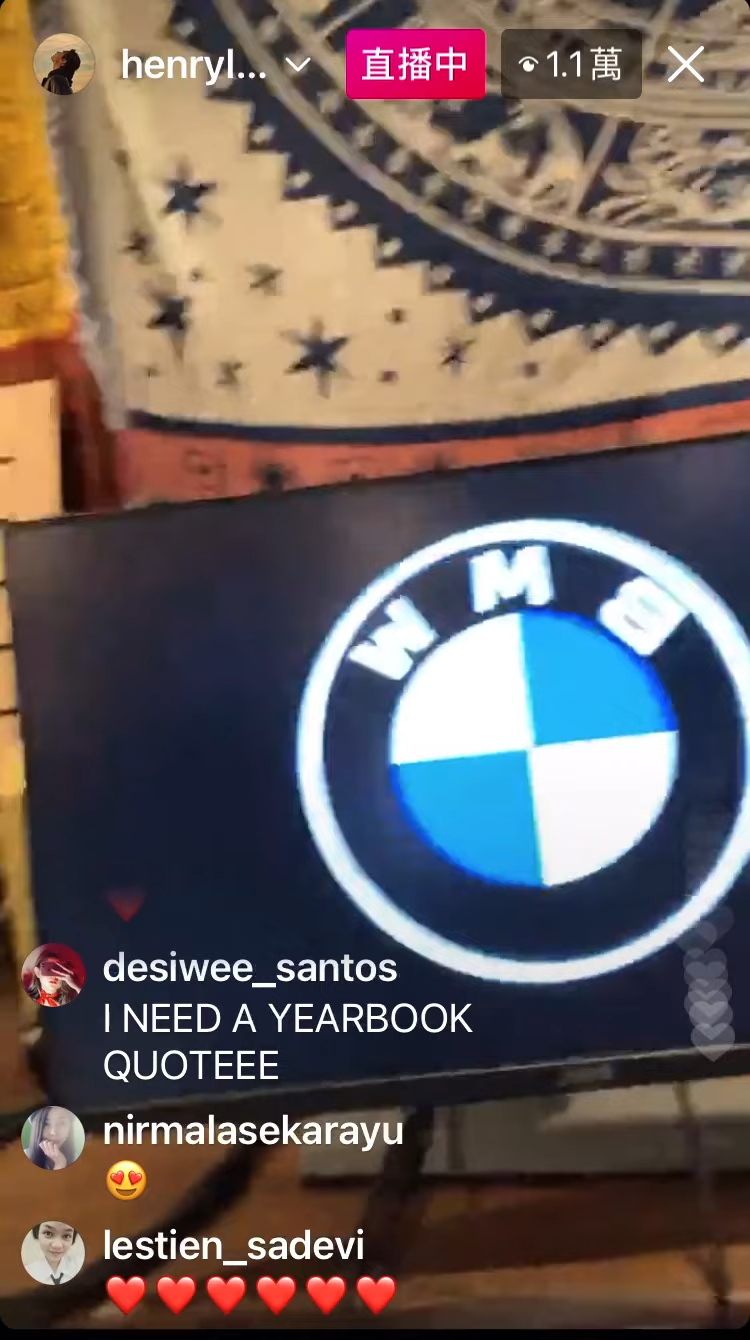 henryl...
直播中
1.1萬
BMW
desiwee_santos
I NEED A YEARBOOK
QUOTEEE
nirmalasekarayu
😍
lestien_sadevi
❤️❤️❤️❤️❤️❤️